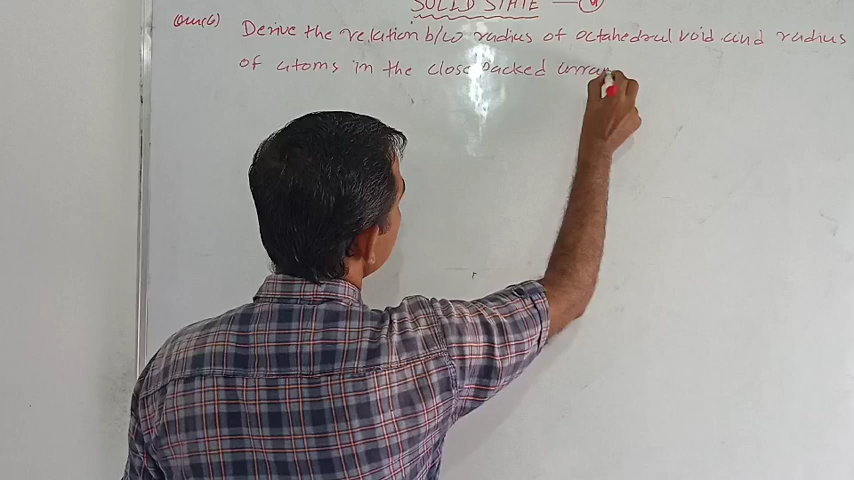 SOLID STATE
Ques(6) Derive the relation b/w radius of octahedral void and radius
of atoms in the close packed arra